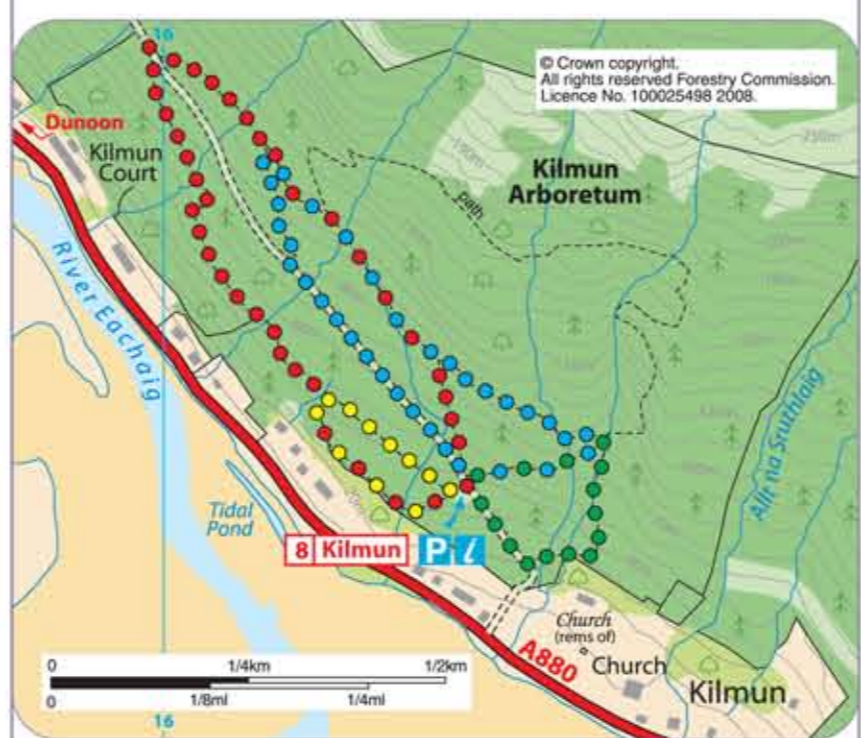 16
© Crown copyright.
All rights reserved Forestry Commission.
Licence No. 100025498 2008.
Dunoon
Kilmun
Court
Kilmun
Arboretum
path
190m
River Eachaig
Allt na Sruthlaig
Tidal
Pond
8 Kilmun P i
Church
(rems of)
A880
Church
Kilmun
0 1/4km 1/2km
0 1/8ml 1/4ml
16